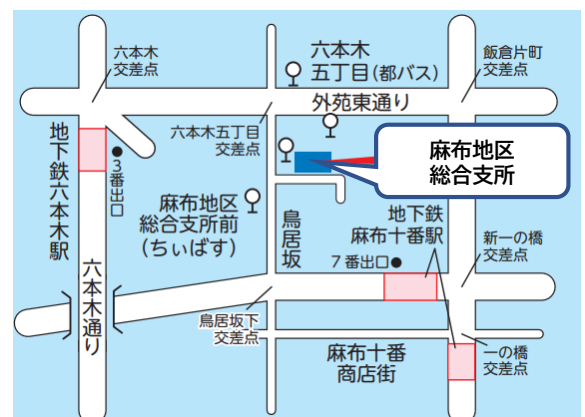 六本木
交差点
六本木
五丁目(都バス)
飯倉片町
交差点
外苑東通り
地下鉄六本木駅
●3番出口
六本木五丁目
交差点
麻布地区
総合支所
麻布地区
総合支所前
(ちぃばす)
鳥居坂
地下鉄
麻布十番駅
7番出口●
新一の橋
交差点
六本木通り
鳥居坂下
交差点
麻布十番
商店街
一の橋
交差点